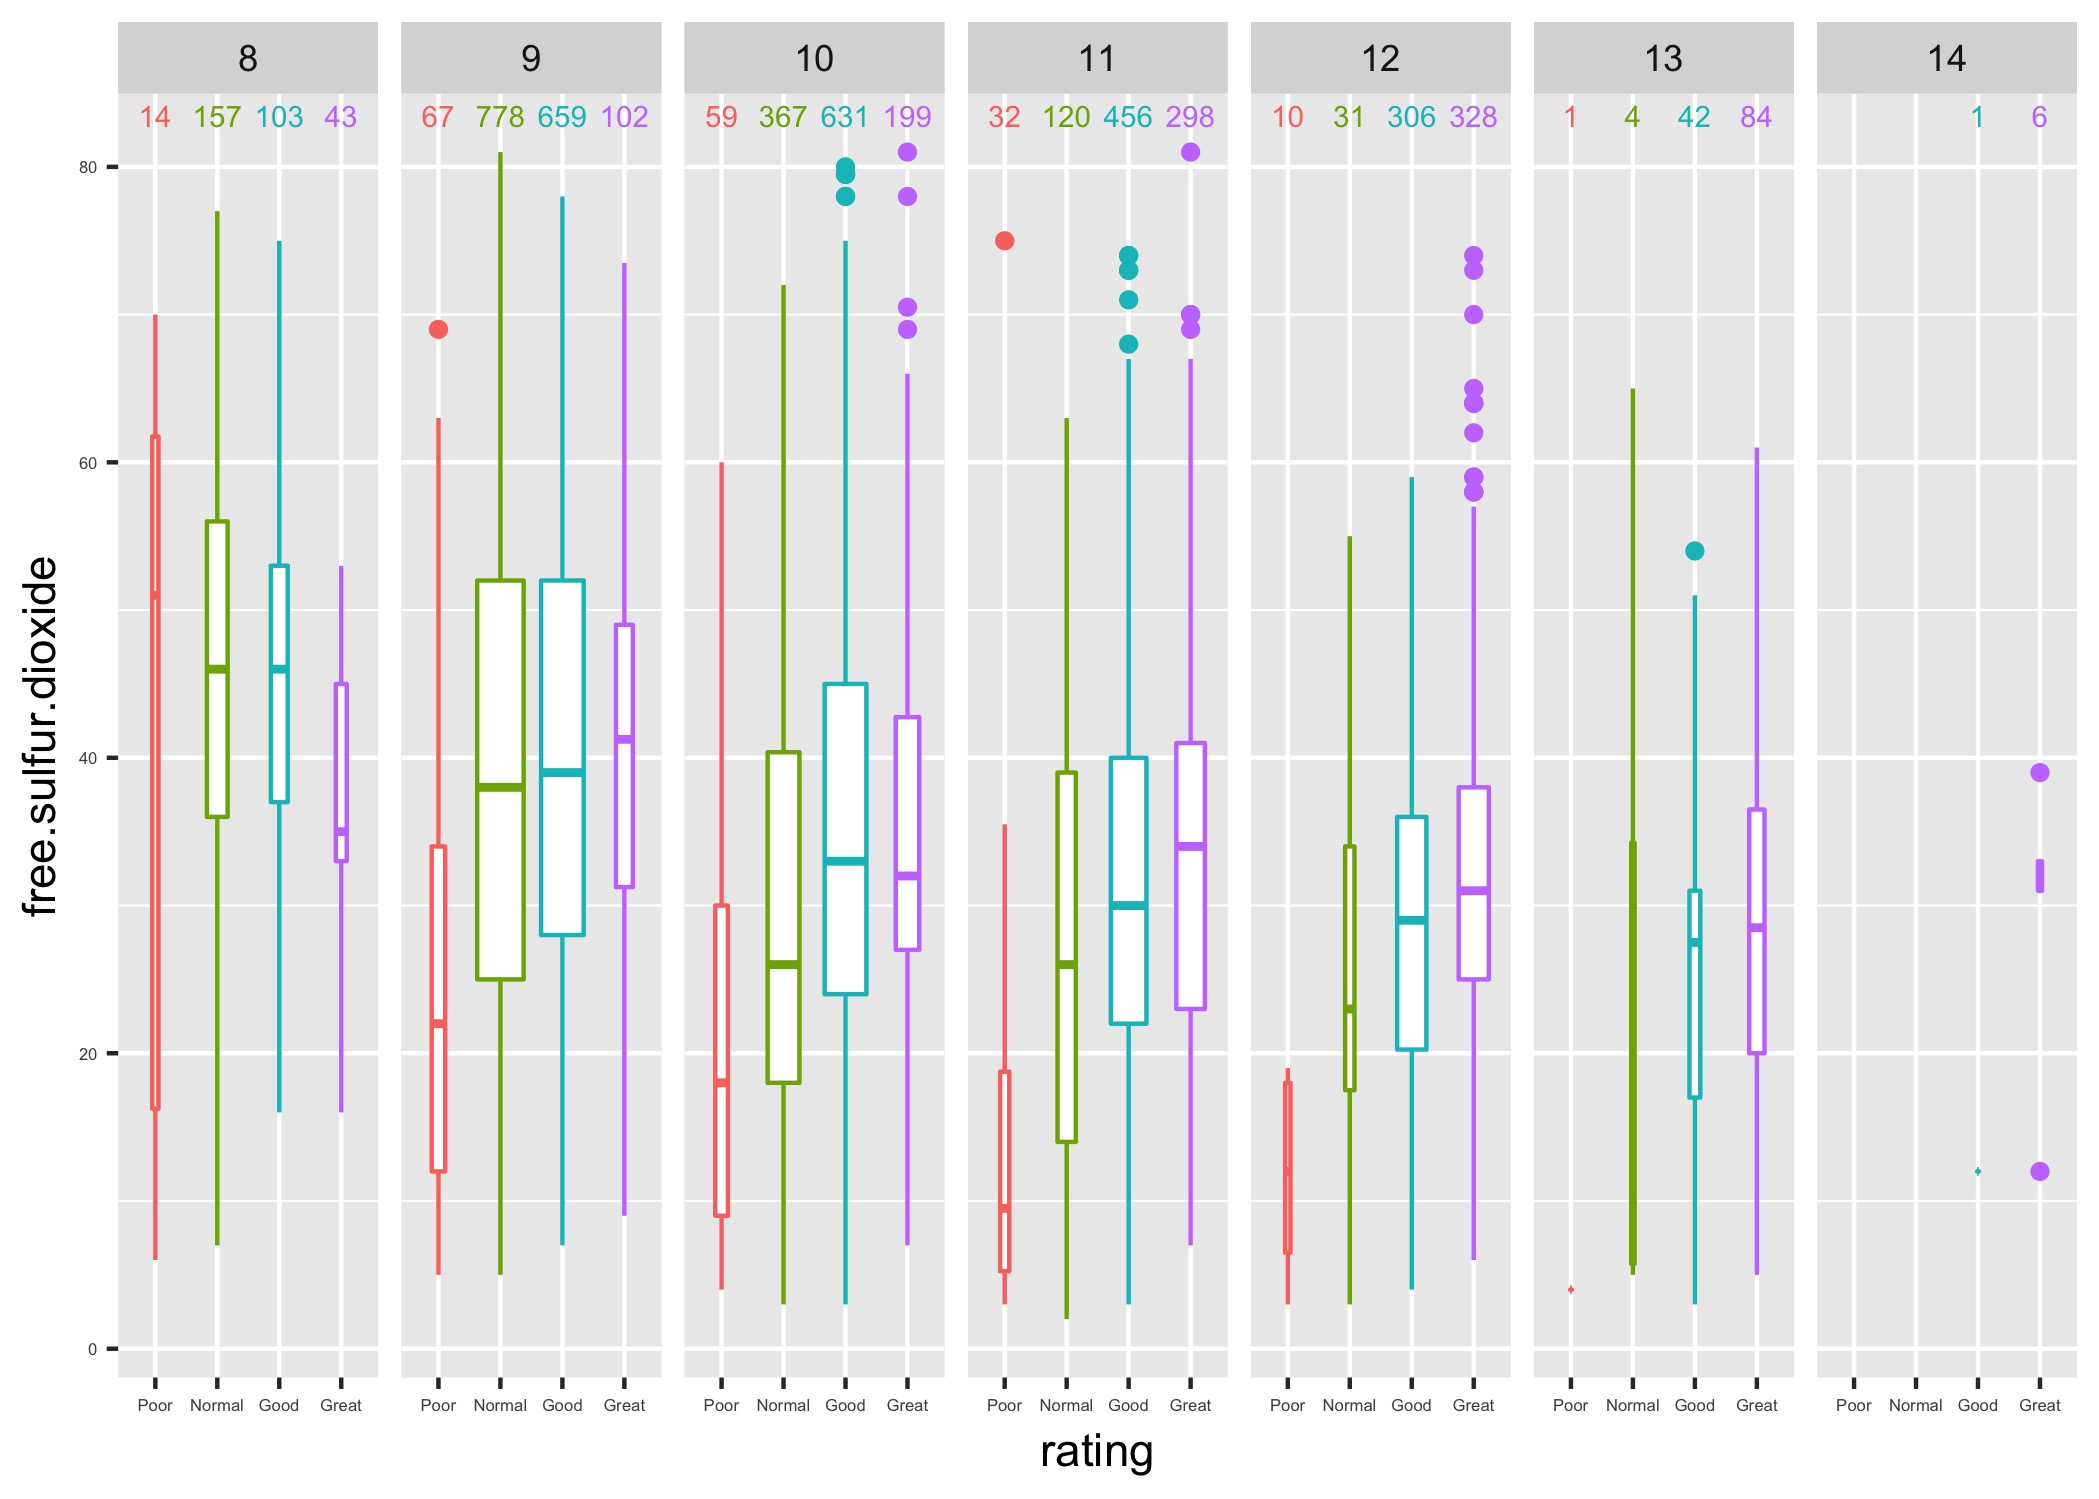 8 9 10 11 12 13 14
14 157 103 43 67 778 659 102 59 367 631 199 32 120 456 298 10 31 306 328 1 4 42 84 1 6
80
60
40
20
0
free.sulfur.dioxide
Poor Normal Good Great Poor Normal Good Great Poor Normal Good Great Poor Normal Good Great Poor Normal Good Great Poor Normal Good Great Poor Normal Good Great
rating